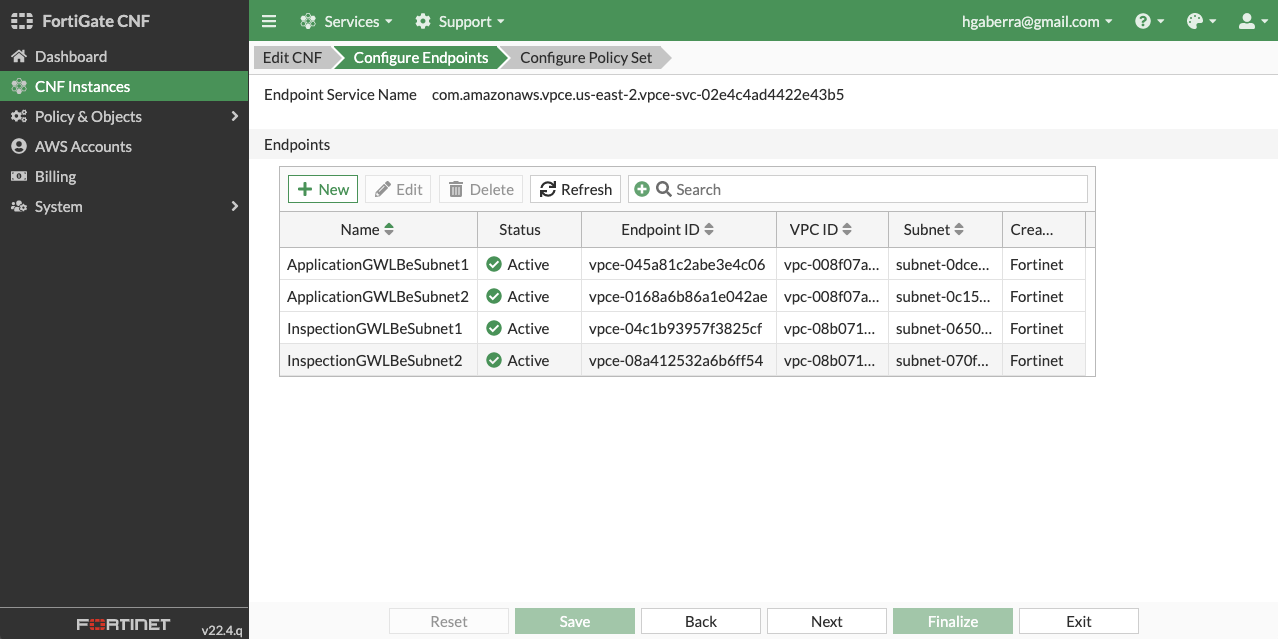 FortiGate CNF
Services
Support
hgaberra@gmail.com
Dashboard
CNF Instances
Policy & Objects
AWS Accounts
Billing
System
Edit CNF
Configure Endpoints
Configure Policy Set
Endpoint Service Name com.amazonaws.vpce.us-east-2.vpce-svc-02e4c4ad4422e43b5
Endpoints
New Edit Delete Refresh Search
Name Status Endpoint ID VPC ID Subnet Crea...
ApplicationGWLBeSubnet1 Active vpce-045a81c2abe3e4c06 vpc-008f07a... subnet-0dce... Fortinet
ApplicationGWLBeSubnet2 Active vpce-0168a6b86a1e042ae vpc-008f07a... subnet-0c15... Fortinet
InspectionGWLBeSubnet1 Active vpce-04c1b93957f3825cf vpc-08b071... subnet-0650... Fortinet
InspectionGWLBeSubnet2 Active vpce-08a412532a6b6ff54 vpc-08b071... subnet-070f... Fortinet
Reset Save Back Next Finalize Exit
FORTINET v22.4.q